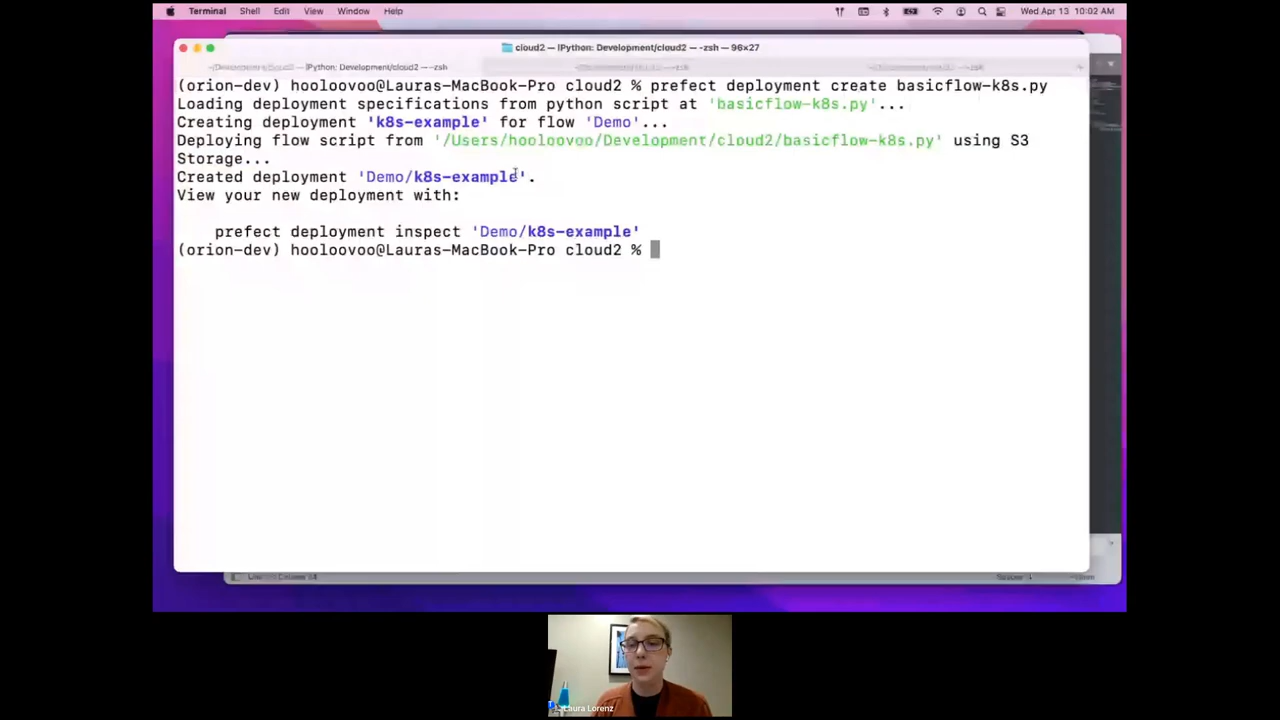 Terminal Shell Edit View Window Help Wed Apr 13 10:02 AM
cloud2 — IPython: Development/cloud2 — -zsh — 96×27
IPython: Development/cloud2 — -zsh
(orion-dev) hooloovoo@Lauras-MacBook-Pro cloud2 % prefect deployment create basicflow-k8s.py
Loading deployment specifications from python script at 'basicflow-k8s.py'...
Creating deployment 'k8s-example' for flow 'Demo'...
Deploying flow script from '/Users/hooloovoo/Development/cloud2/basicflow-k8s.py' using S3
Storage...
Created deployment 'Demo/k8s-example'.
View your new deployment with:
prefect deployment inspect 'Demo/k8s-example'
(orion-dev) hooloovoo@Lauras-MacBook-Pro cloud2 %
Laura Lorenz